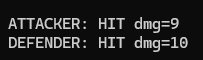 ATTACKER: HIT dmg=9
DEFENDER: HIT dmg=10